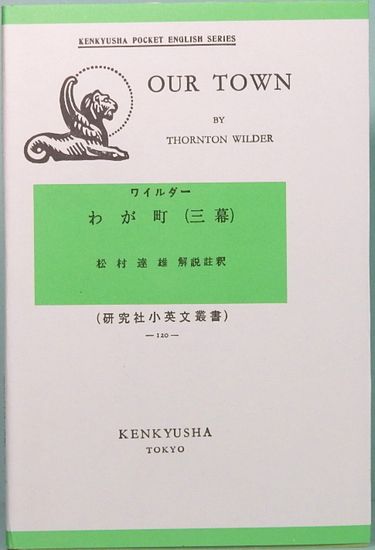 KENKYUSHA POCKET ENGLISH SERIES
OUR TOWN
BY
THORNTON WILDER
ワイルダー
わが町(三幕)
松村達雄 解説註釈
(研究社小英文叢書)
—120—
KENKYUSHA
TOKYO